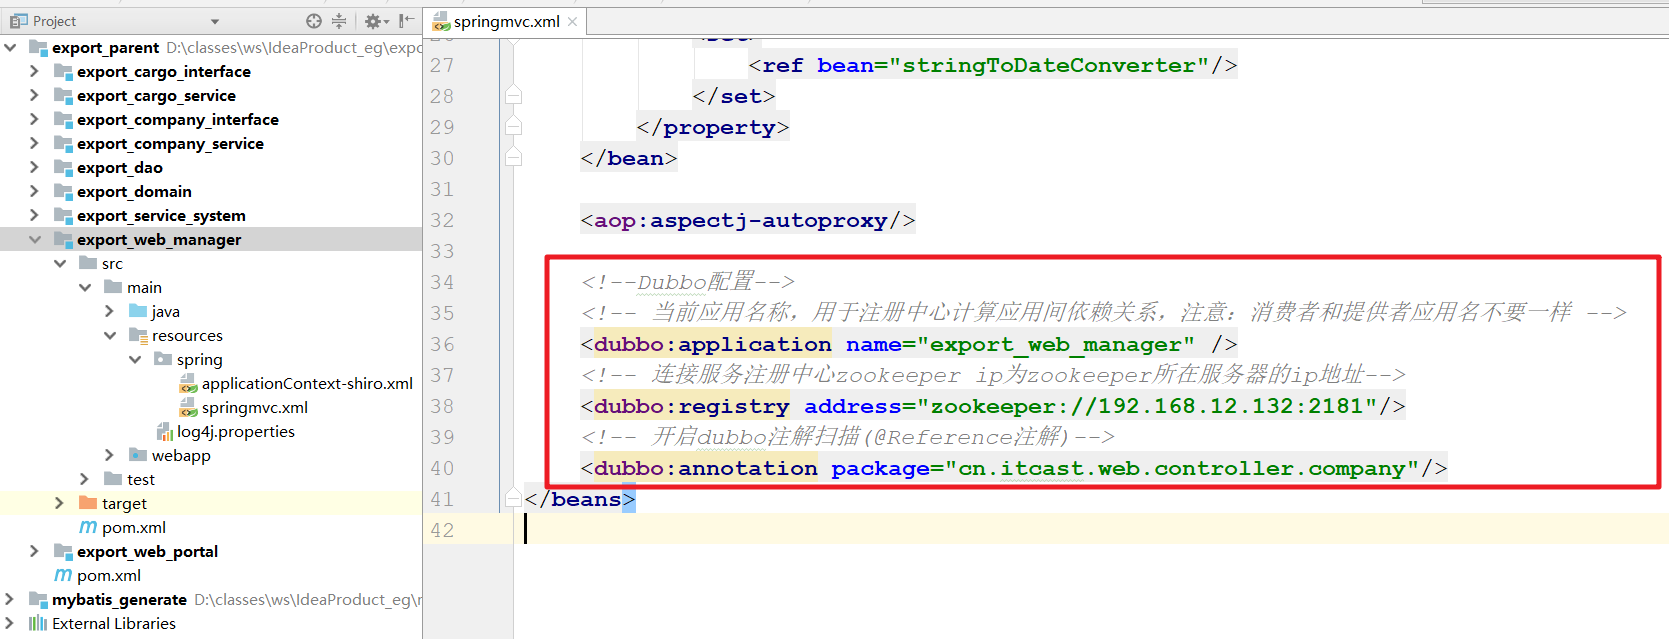 Project
springmvc.xml
export_parent D:\classes\ws\IdeaProduct_eg\expo
export_cargo_interface
export_cargo_service
export_company_interface
export_company_service
export_dao
export_domain
export_service_system
export_web_manager
src
main
java
resources
spring
applicationContext-shiro.xml
springmvc.xml
log4j.properties
webapp
test
target
pom.xml
export_web_portal
pom.xml
mybatis_generate D:\classes\ws\IdeaProduct_eg\r
External Libraries
27 <ref bean="stringToDateConverter"/>
28 </set>
29 </property>
30 </bean>
31
32 <aop:aspectj-autoproxy/>
33
34 <!--Dubbo配置-->
35 <!-- 当前应用名称，用于注册中心计算应用间依赖关系，注意：消费者和提供者应用名不要一样 -->
36 <dubbo:application name="export_web_manager" />
37 <!-- 连接服务注册中心zookeeper ip为zookeeper所在服务器的ip地址-->
38 <dubbo:registry address="zookeeper://192.168.12.132:2181"/>
39 <!-- 开启dubbo注解扫描(@Reference注解)-->
40 <dubbo:annotation package="cn.itcast.web.controller.company"/>
41 </beans>
42